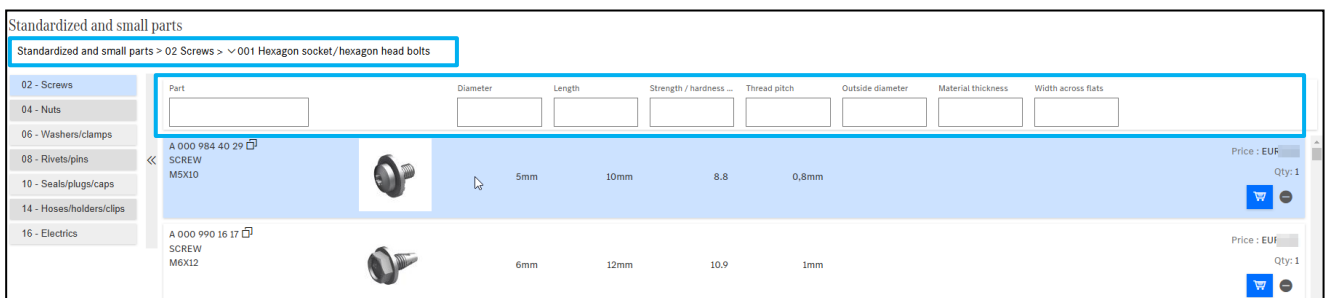 Standardized and small parts
Standardized and small parts > 02 Screws > 001 Hexagon socket/hexagon head bolts
02 - Screws
04 - Nuts
06 - Washers/clamps
08 - Rivets/pins
10 - Seals/plugs/caps
14 - Hoses/holders/clips
16 - Electrics
Part Diameter Length Strength / hardness ... Thread pitch Outside diameter Material thickness Width across flats
A 000 984 40 29
SCREW
M5X10
5mm 10mm 8.8 0,8mm
Price : EUR
Qty: 1
A 000 990 16 17
SCREW
M6X12
6mm 12mm 10.9 1mm
Price : EUR
Qty: 1